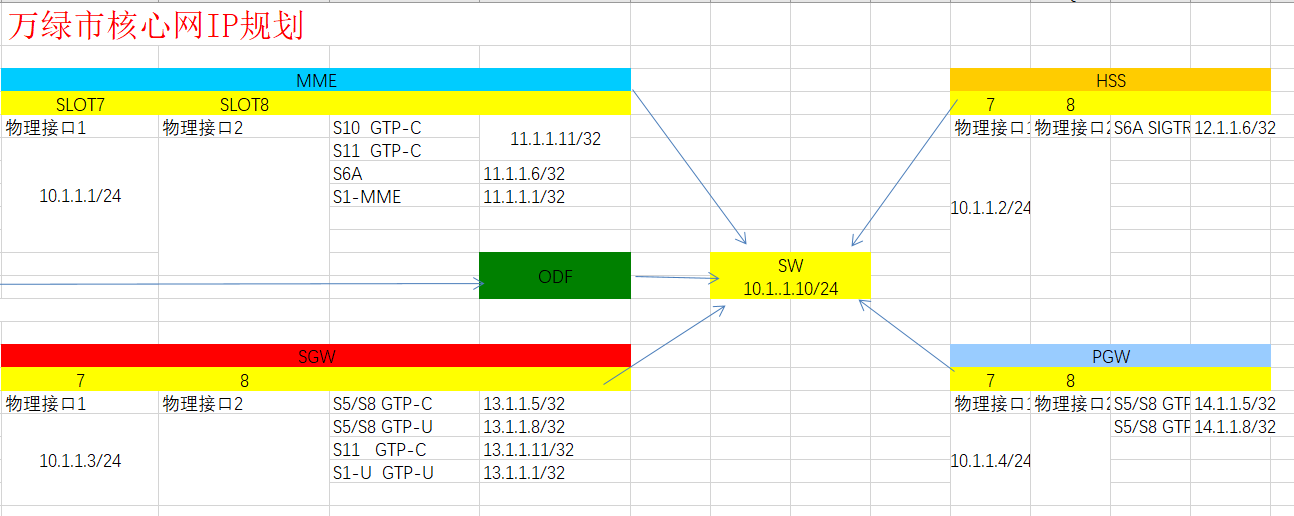 万绿市核心网IP规划
MME
SLOT7 SLOT8
物理接口1 物理接口2 S10 GTP-C 11.1.1.11/32
S11 GTP-C
S6A 11.1.1.6/32
10.1.1.1/24 S1-MME 11.1.1.1/32
HSS
7 8
物理接口1 物理接口2 S6A SIGTR 12.1.1.6/32
10.1.1.2/24
ODF
SW
10.1..1.10/24
SGW
7 8
物理接口1 物理接口2 S5/S8 GTP-C 13.1.1.5/32
S5/S8 GTP-U 13.1.1.8/32
10.1.1.3/24 S11 GTP-C 13.1.1.11/32
S1-U GTP-U 13.1.1.1/32
PGW
7 8
物理接口1 物理接口2 S5/S8 GTP 14.1.1.5/32
S5/S8 GTP 14.1.1.8/32
10.1.1.4/24